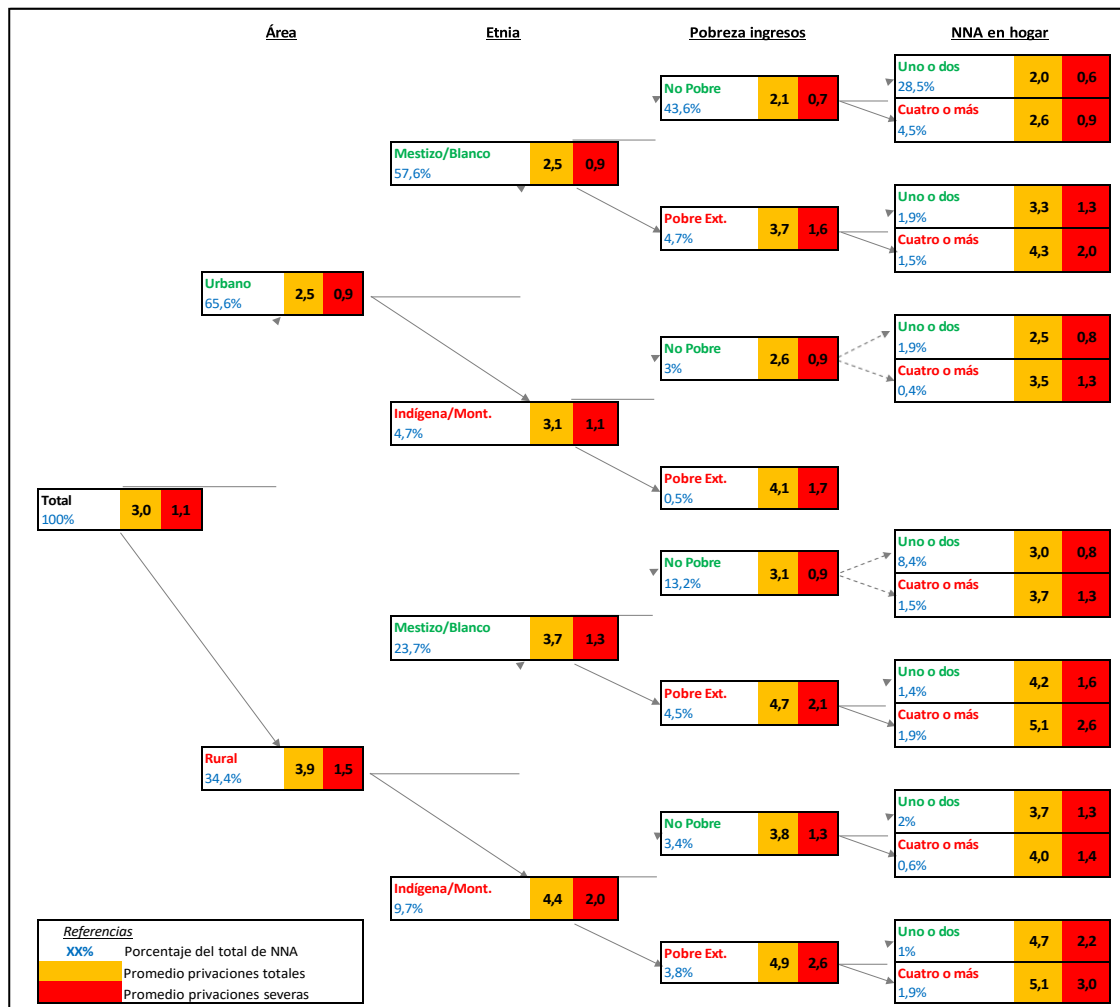 Área Etnia Pobreza ingresos NNA en hogar
Uno o dos 2,0 0,6
28,5%
No Pobre 2,1 0,7
43,6%
Cuatro o más 2,6 0,9
4,5%
Mestizo/Blanco 2,5 0,9
57,6%
Uno o dos 3,3 1,3
1,9%
Pobre Ext. 3,7 1,6
4,7%
Cuatro o más 4,3 2,0
1,5%
Urbano 2,5 0,9
65,6%
Uno o dos 2,5 0,8
1,9%
No Pobre 2,6 0,9
3%
Cuatro o más 3,5 1,3
0,4%
Indígena/Mont. 3,1 1,1
4,7%
Pobre Ext. 4,1 1,7
0,5%
Total 3,0 1,1
100%
Uno o dos 3,0 0,8
8,4%
No Pobre 3,1 0,9
13,2%
Cuatro o más 3,7 1,3
1,5%
Mestizo/Blanco 3,7 1,3
23,7%
Uno o dos 4,2 1,6
1,4%
Pobre Ext. 4,7 2,1
4,5%
Cuatro o más 5,1 2,6
1,9%
Rural 3,9 1,5
34,4%
Uno o dos 3,7 1,3
2%
No Pobre 3,8 1,3
3,4%
Cuatro o más 4,0 1,4
0,6%
Indígena/Mont. 4,4 2,0
9,7%
Uno o dos 4,7 2,2
1%
Pobre Ext. 4,9 2,6
3,8%
Cuatro o más 5,1 3,0
1,9%
Referencias
XX% Porcentaje del total de NNA
Promedio privaciones totales
Promedio privaciones severas